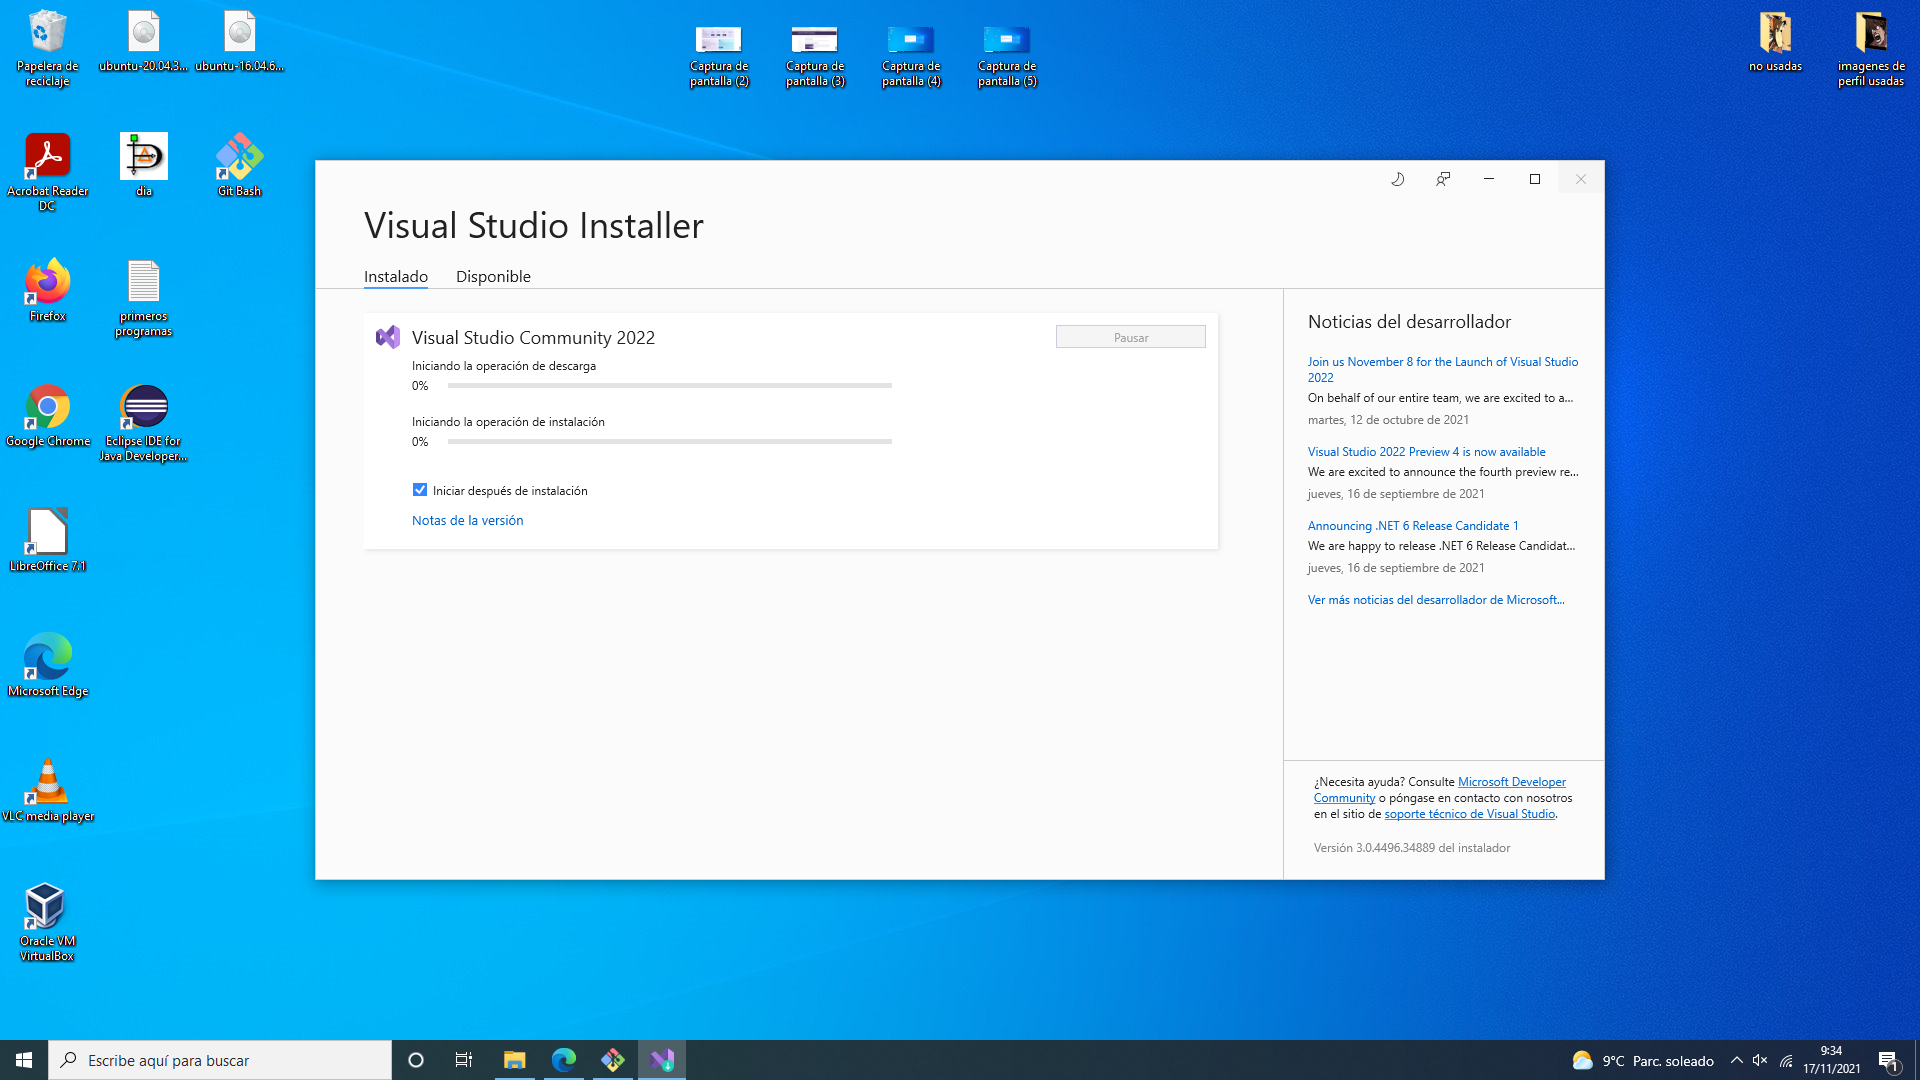 Papelera de
reciclaje
ubuntu-20.04.3...
ubuntu-16.04.6...
Captura de
pantalla (2)
Captura de
pantalla (3)
Captura de
pantalla (4)
Captura de
pantalla (5)
no usadas
imagenes de
perfil usadas
Acrobat Reader
DC
dia
Git Bash
Firefox
primeros
programas
Google Chrome
Eclipse IDE for
Java Developer...
LibreOffice 7.1
Microsoft Edge
VLC media player
Oracle VM
VirtualBox
Visual Studio Installer
Instalado
Disponible
Visual Studio Community 2022
Pausar
Iniciando la operación de descarga
0%
Iniciando la operación de instalación
0%
Iniciar después de instalación
Notas de la versión
Noticias del desarrollador
Join us November 8 for the Launch of Visual Studio
2022
On behalf of our entire team, we are excited to a...
martes, 12 de octubre de 2021
Visual Studio 2022 Preview 4 is now available
We are excited to announce the fourth preview re...
jueves, 16 de septiembre de 2021
Announcing .NET 6 Release Candidate 1
We are happy to release .NET 6 Release Candidat...
jueves, 16 de septiembre de 2021
Ver más noticias del desarrollador de Microsoft...
¿Necesita ayuda? Consulte Microsoft Developer
Community o póngase en contacto con nosotros
en el sitio de soporte técnico de Visual Studio.
Versión 3.0.4496.34889 del instalador
Escribe aquí para buscar
9°C Parc. soleado
9:34
17/11/2021
1